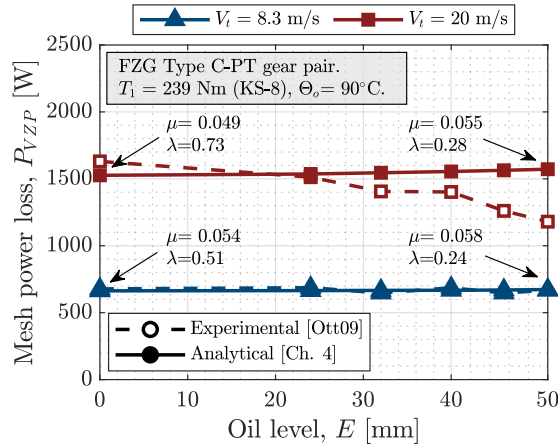 V_t = 8.3 m/s V_t = 20 m/s
2500
2000
1500
1000
500
0
Mesh power loss, P_VZP [W]
FZG Type C-PT gear pair.
T_1 = 239 Nm (KS-8), Θ_o= 90°C.
μ= 0.049
λ=0.73
μ= 0.055
λ=0.28
μ= 0.054
λ=0.51
μ= 0.058
λ=0.24
Experimental [Ott09]
Analytical [Ch. 4]
0 10 20 30 40 50
Oil level, E [mm]